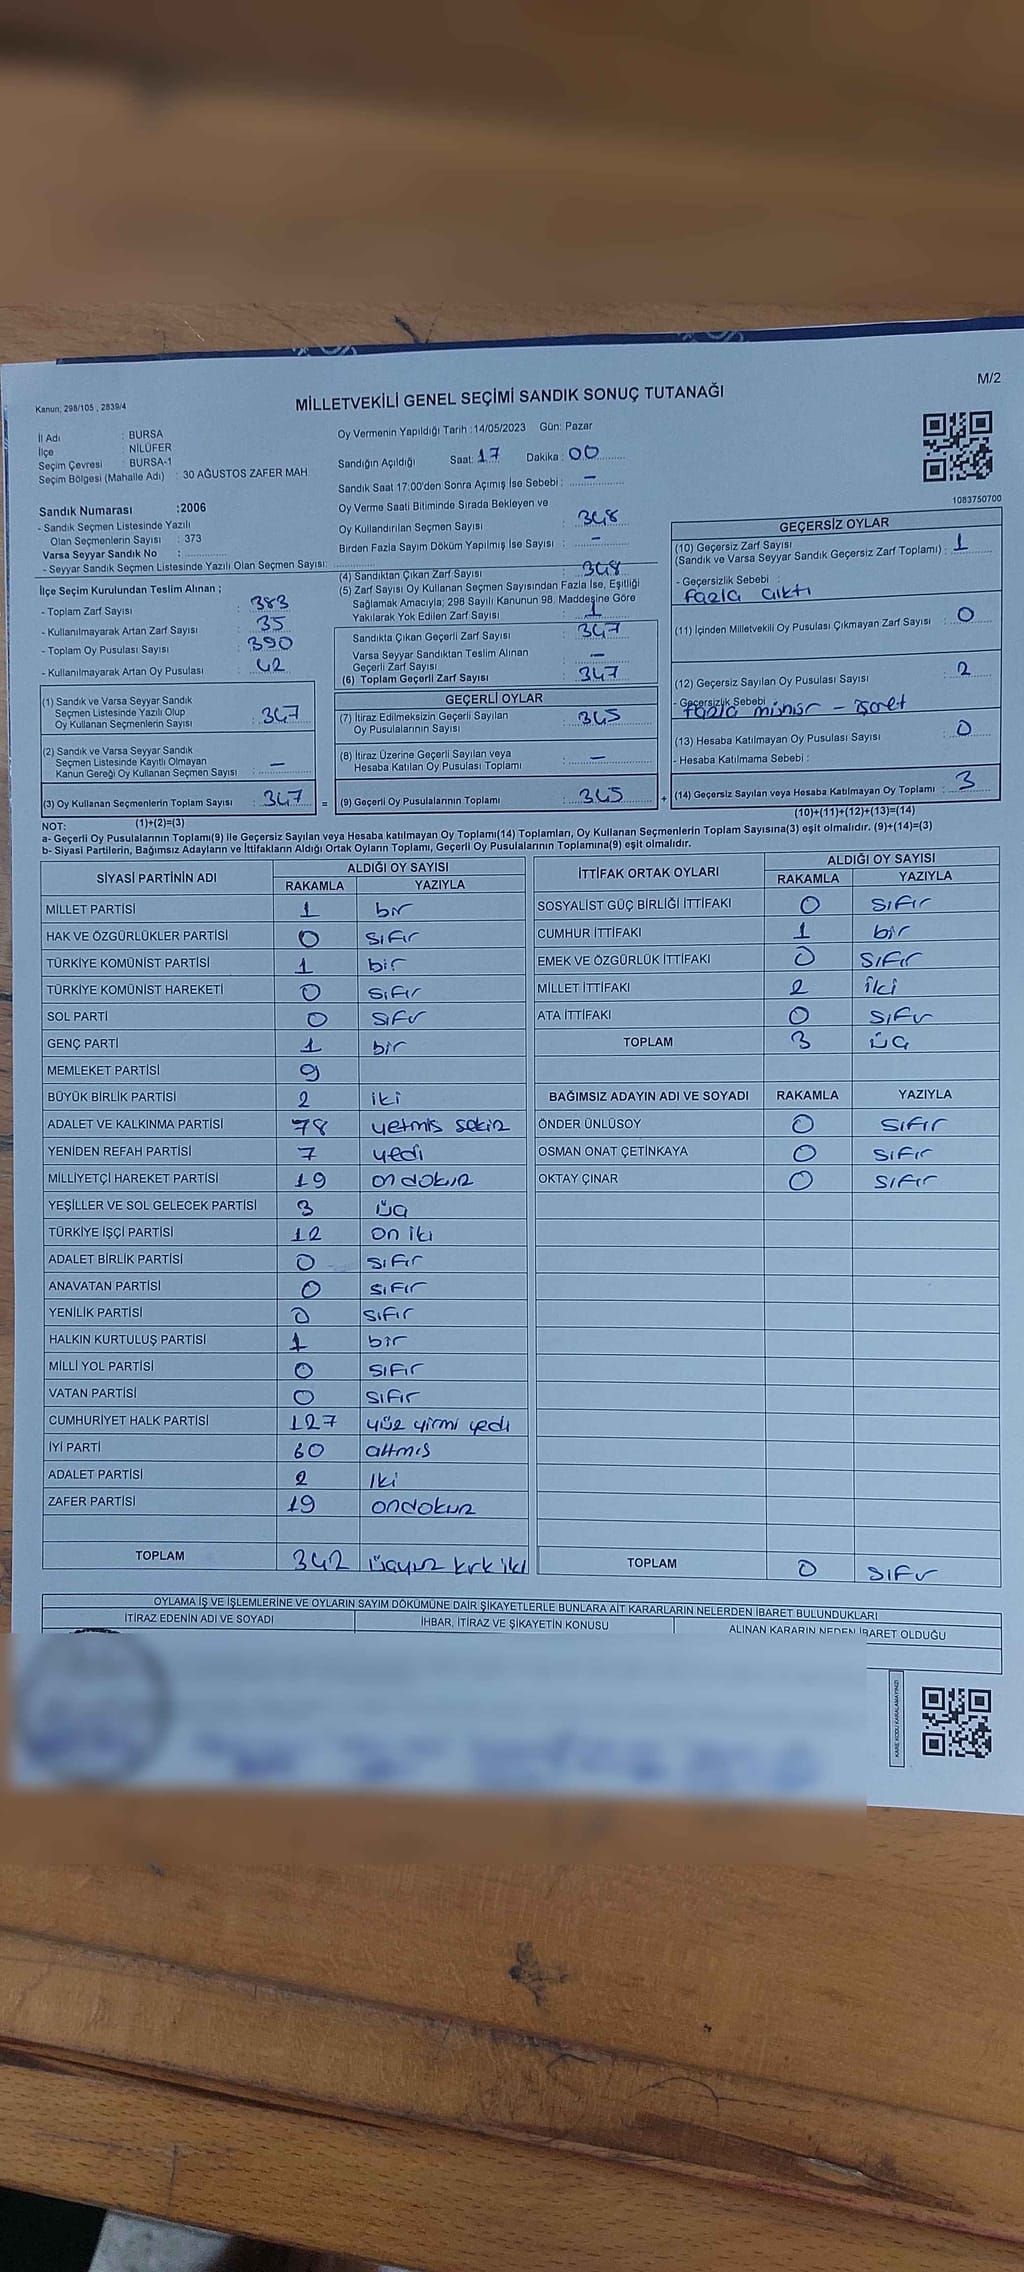 M/2
Kanun; 298/105 , 2839/4
MİLLETVEKİLİ GENEL SEÇİMİ SANDIK SONUÇ TUTANAĞI
İl Adı : BURSA
İlçe : NİLÜFER
Seçim Çevresi : BURSA-1
Seçim Bölgesi (Mahalle Adı) : 30 AĞUSTOS ZAFER MAH.
Oy Vermenin Yapıldığı Tarih :14/05/2023 Gün: Pazar
Sandığın Açıldığı Saat: 17 Dakika : 00
Sandık Saat 17:00'den Sonra Açımış İse Sebebi : –
1083750700
Sandık Numarası :2006
- Sandık Seçmen Listesinde Yazılı
Olan Seçmenlerin Sayısı : 373
Varsa Seyyar Sandık No :
- Seyyar Sandık Seçmen Listesinde Yazılı Olan Seçmen Sayısı:
Oy Verme Saati Bitiminde Sırada Bekleyen ve
Oy Kullandırılan Seçmen Sayısı : 348
Birden Fazla Sayım Döküm Yapılmış İse Sayısı : –
İlçe Seçim Kurulundan Teslim Alınan ;
- Toplam Zarf Sayısı : 383
- Kullanılmayarak Artan Zarf Sayısı : 35
- Toplam Oy Pusulası Sayısı : 390
- Kullanılmayarak Artan Oy Pusulası : 42
(1) Sandık ve Varsa Seyyar Sandık
Seçmen Listesinde Yazılı Olup
Oy Kullanan Seçmenlerin Sayısı : 347
(2) Sandık ve Varsa Seyyar Sandık
Seçmen Listesinde Kayıtlı Olmayan
Kanun Gereği Oy Kullanan Seçmen Sayısı : –
(3) Oy Kullanan Seçmenlerin Toplam Sayısı : 347 =
(1)+(2)=(3)
(4) Sandıktan Çıkan Zarf Sayısı : 348
(5) Zarf Sayısı Oy Kullanan Seçmen Sayısından Fazla İse, Eşitliği
Sağlamak Amacıyla; 298 Sayılı Kanunun 98. Maddesine Göre
Yakılarak Yok Edilen Zarf Sayısı : 1
Sandıkta Çıkan Geçerli Zarf Sayısı : 347
Varsa Seyyar Sandıktan Teslim Alınan
Geçerli Zarf Sayısı : –
(6) Toplam Geçerli Zarf Sayısı : 347
GEÇERLİ OYLAR
(7) İtiraz Edilmeksizin Geçerli Sayılan
Oy Pusulalarının Sayısı : 345
(8) İtiraz Üzerine Geçerli Sayılan veya
Hesaba Katılan Oy Pusulası Toplamı : –
(9) Geçerli Oy Pusulalarının Toplamı : 345 +
GEÇERSİZ OYLAR
(10) Geçersiz Zarf Sayısı
(Sandık ve Varsa Seyyar Sandık Geçersiz Zarf Toplamı) : 1
- Geçersizlik Sebebi :
Fazla çıktı
(11) İçinden Milletvekili Oy Pusulası Çıkmayan Zarf Sayısı : 0
(12) Geçersiz Sayılan Oy Pusulası Sayısı : 2
- Geçersizlik Sebebi
fazla – işaret
(13) Hesaba Katılmayan Oy Pusulası Sayısı : 0
- Hesaba Katılmama Sebebi :
(14) Geçersiz Sayılan veya Hesaba Katılmayan Oy Toplamı : 3
(10)+(11)+(12)+(13)=(14)
NOT:
a- Geçerli Oy Pusulalarının Toplamı(9) ile Geçersiz Sayılan veya Hesaba katılmayan Oy Toplamı(14) Toplamları, Oy Kullanan Seçmenlerin Toplam Sayısına(3) eşit olmalıdır. (9)+(14)=(3)
b- Siyasi Partilerin, Bağımsız Adayların ve İttifakların Aldığı Ortak Oyların Toplamı, Geçerli Oy Pusulalarının Toplamına(9) eşit olmalıdır.
SİYASİ PARTİNİN ADI ALDIĞI OY SAYISI
RAKAMLA YAZIYLA
MİLLET PARTİSİ 1 bir
HAK VE ÖZGÜRLÜKLER PARTİSİ 0 sıfır
TÜRKİYE KOMÜNİST PARTİSİ 1 bir
TÜRKİYE KOMÜNİST HAREKETİ 0 sıfır
SOL PARTİ 0 sıfır
GENÇ PARTİ 1 bir
MEMLEKET PARTİSİ 9
BÜYÜK BİRLİK PARTİSİ 2 iki
ADALET VE KALKINMA PARTİSİ 78 yetmiş sekiz
YENİDEN REFAH PARTİSİ 7 yedi
MİLLİYETÇİ HAREKET PARTİSİ 19 ondokuz
YEŞİLLER VE SOL GELECEK PARTİSİ 3 üç
TÜRKİYE İŞÇİ PARTİSİ 12 on iki
ADALET BİRLİK PARTİSİ 0 sıfır
ANAVATAN PARTİSİ 0 sıfır
YENİLİK PARTİSİ 0 sıfır
HALKIN KURTULUŞ PARTİSİ 1 bir
MİLLİ YOL PARTİSİ 0 sıfır
VATAN PARTİSİ 0 sıfır
CUMHURİYET HALK PARTİSİ 127 yüz yirmi yedi
İYİ PARTİ 60 altmış
ADALET PARTİSİ 2 iki
ZAFER PARTİSİ 19 ondokuz
TOPLAM 342 üçyüz kırk iki
İTTİFAK ORTAK OYLARI ALDIĞI OY SAYISI
RAKAMLA YAZIYLA
SOSYALİST GÜÇ BİRLİĞİ İTTİFAKI 0 sıfır
CUMHUR İTTİFAKI 1 bir
EMEK VE ÖZGÜRLÜK İTTİFAKI 0 sıfır
MİLLET İTTİFAKI 2 iki
ATA İTTİFAKI 0 sıfır
TOPLAM 3 üç
BAĞIMSIZ ADAYIN ADI VE SOYADI RAKAMLA YAZIYLA
ÖNDER ÜNLÜSOY 0 sıfır
OSMAN ONAT ÇETİNKAYA 0 sıfır
OKTAY ÇINAR 0 sıfır
TOPLAM 0 sıfır
OYLAMA İŞ VE İŞLEMLERİNE VE OYLARIN SAYIM DÖKÜMÜNE DAİR ŞİKAYETLERLE BUNLARA AİT KARARLARIN NELERDEN İBARET BULUNDUKLARI
İTİRAZ EDENİN ADI VE SOYADI İHBAR, İTİRAZ VE ŞİKAYETİN KONUSU ALINAN KARARIN NEDEN İBARET OLDUĞU
KARE KODU KARALAMAYINIZ!